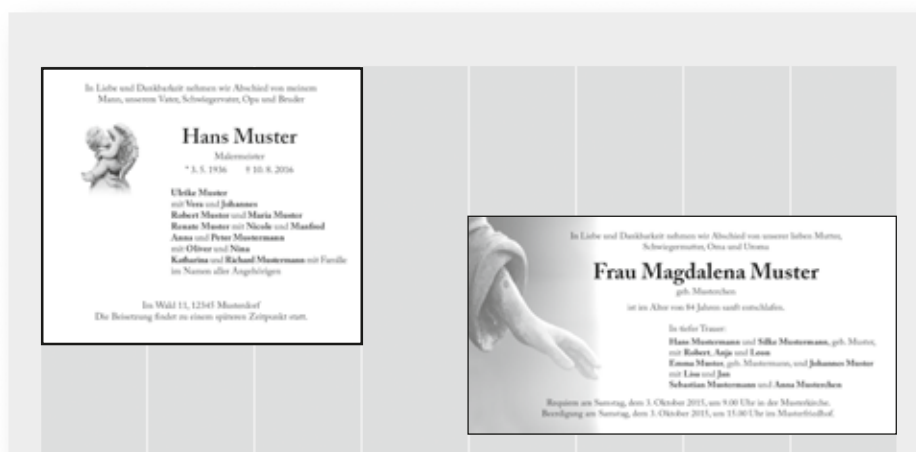 In Liebe und Dankbarkeit nehmen wir Abschied von meinem
Mann, unserem Vater, Schwiegervater, Opa und Bruder
Hans Muster
Malermeister
* 3. 5. 1936 † 10. 8. 2016
Ulrike Muster
mit Vera und Johannes
Robert Muster und Maria Muster
Renate Muster mit Nicole und Manfred
Anna und Peter Mustermann
mit Oliver und Nina
Katharina und Richard Mustermann mit Familie
im Namen aller Angehörigen
Im Wald 11, 12345 Musterdorf
Die Beisetzung findet zu einem späteren Zeitpunkt statt.
In Liebe und Dankbarkeit nehmen wir Abschied von unserer lieben Mutter,
Schwiegermutter, Oma und Uroma
Frau Magdalena Muster
geb. Musterchen
ist im Alter von 84 Jahren sanft entschlafen.
In tiefer Trauer:
Hans Mustermann und Silke Mustermann, geb. Muster,
mit Robert, Anja und Leon
Emma Muster, geb. Mustermann, und Johannes Muster
mit Lisa und Jan
Sebastian Mustermann und Anna Musterchen
Requiem am Samstag, dem 3. Oktober 2015, um 9.00 Uhr in der Musterkirche.
Beerdigung am Samstag, dem 3. Oktober 2015, um 15.00 Uhr im Musterfriedhof.